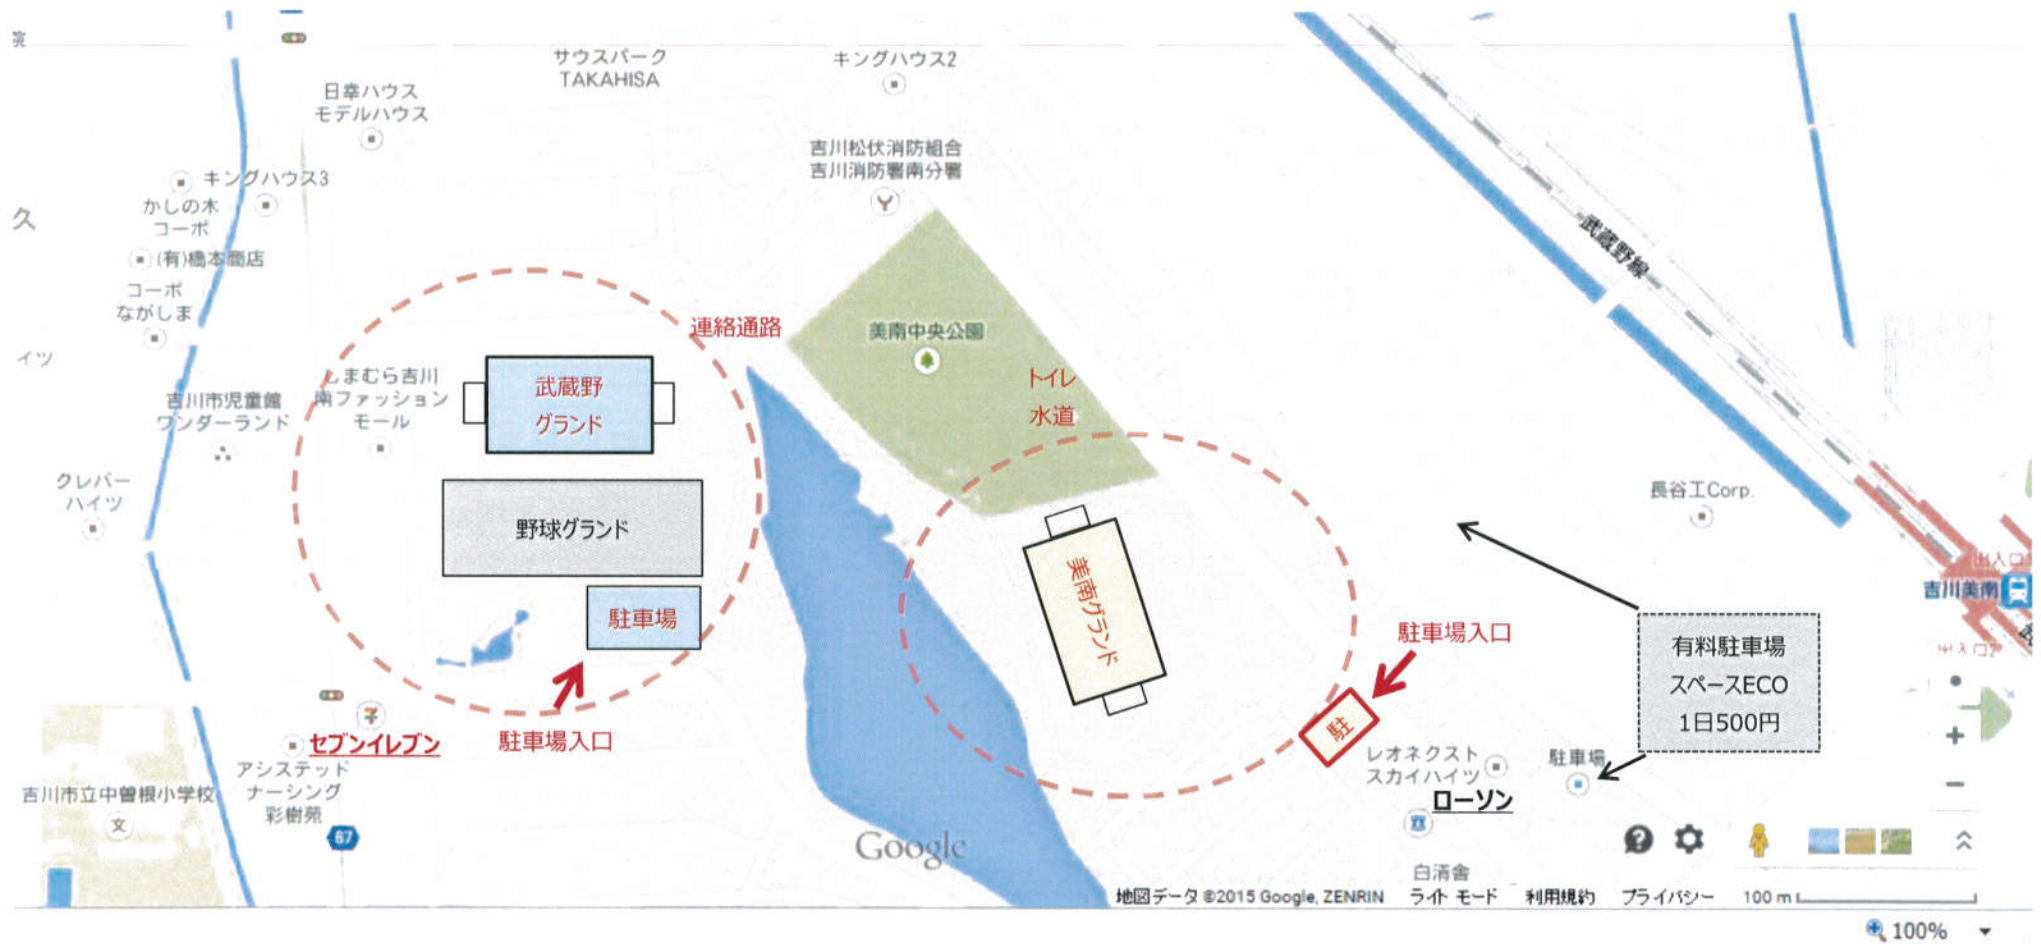 院
サウスパーク
TAKAHISA
キングハウス2
日幸ハウス
モデルハウス
吉川松伏消防組合
吉川消防署南分署
キングハウス3
かしの木
コーポ
久
(有)橋本商店
コーポ
ながしま
イツ
武蔵野線
連絡通路
美南中央公園
しまむら吉川
南ファッション
モール
武蔵野
グランド
トイレ
水道
吉川市児童館
ワンダーランド
クレバー
ハイツ
野球グランド
長谷工Corp.
美南グランド
出入口
吉川美南
駐車場
駐車場入口
有料駐車場
スペースECO
1日500円
出入口2
武
駐
セブンイレブン
駐車場入口
アシステッド
ナーシング
彩樹苑
吉川市立中曽根小学校
文
67
レオネクスト
スカイハイツ
駐車場
ローソン
Google
白清舎
地図データ ©2015 Google, ZENRIN
ライト モード
利用規約
プライバシー
100 m
100%